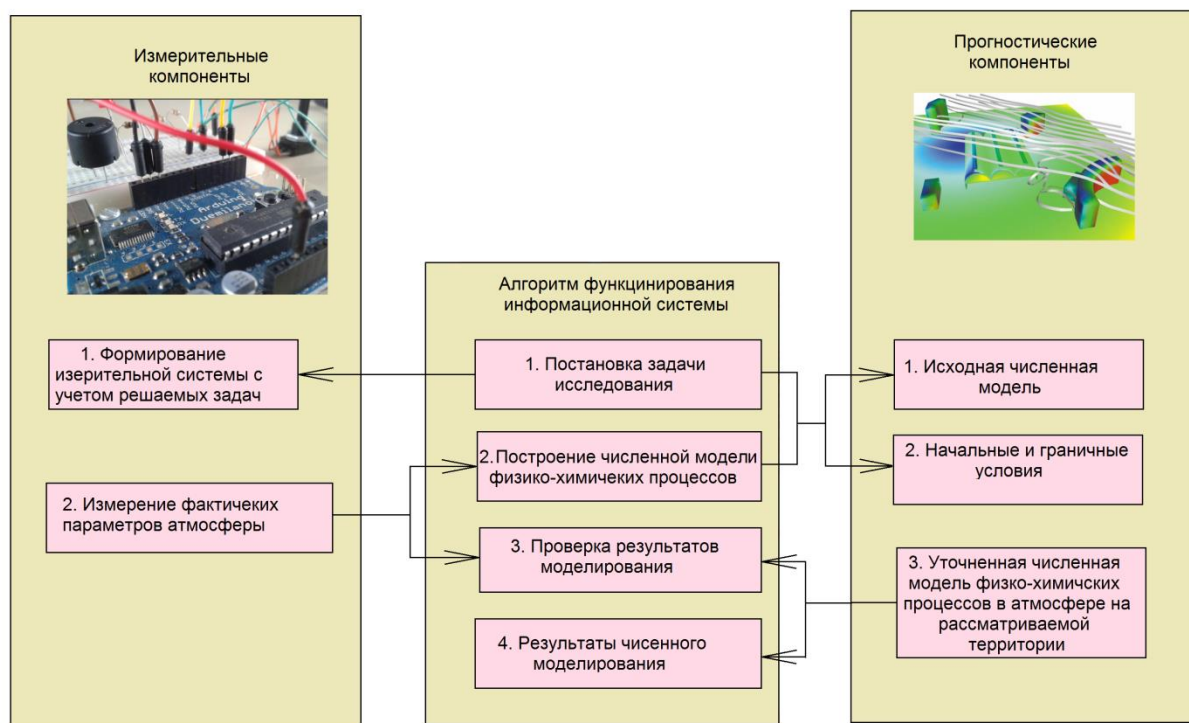 Измерительные
компоненты
Arduino
1. Формирование
изерительной системы с
учетом решаемых задач
2. Измерение фактичеких
параметров атмосферы
Алгоритм функцинирования
информационной системы
1. Постановка задачи
исследования
2. Построение численной модели
физико-химичеких процессов
3. Проверка результатов
моделирования
4. Результаты чисенного
моделирования
Прогностические
компоненты
1. Исходная численная
модель
2. Начальные и граничные
условия
3. Уточненная численная
модель физко-химичских
процессов в атмосфере на
рассматриваемой
территории